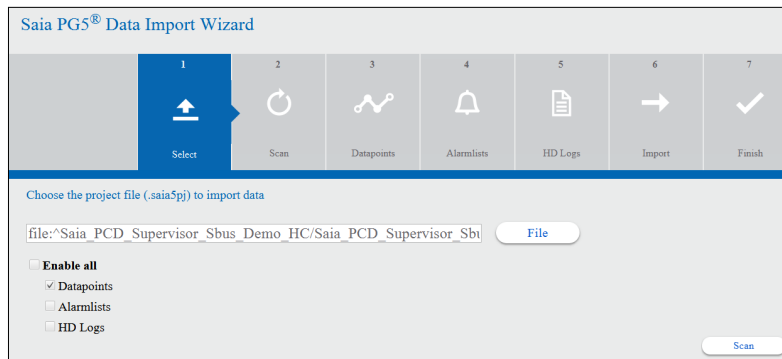 Saia PG5® Data Import Wizard
1 2 3 4 5 6 7
Select Scan Datapoints Alarmlists HD Logs Import Finish
Choose the project file (.saia5pj) to import data
file:^Saia_PCD_Supervisor_Sbus_Demo_HC/Saia_PCD_Supervisor_Sbu File
Enable all
Datapoints
Alarmlists
HD Logs
Scan